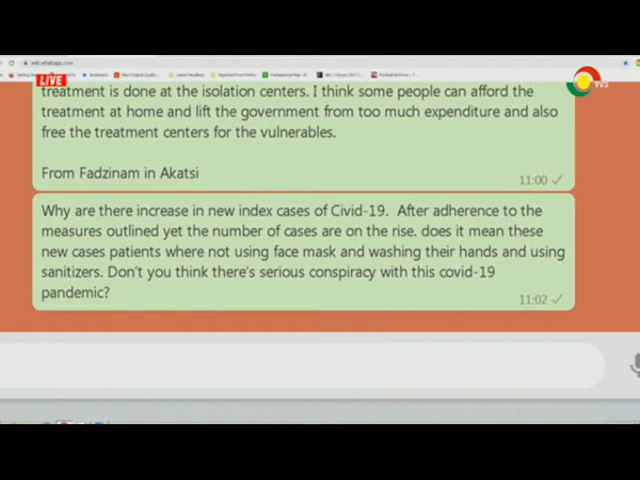 web.whatsapp.com
LIVE
TV3
treatment is done at the isolation centers. I think some people can afford the
treatment at home and lift the government from too much expenditure and also
free the treatment centers for the vulnerables.
From Fadzinam in Akatsi
11:00
Why are there increase in new index cases of Civid-19. After adherence to the
measures outlined yet the number of cases are on the rise. does it mean these
new cases patients where not using face mask and washing their hands and using
sanitizers. Don't you think there's serious conspiracy with this covid-19
pandemic?
11:02